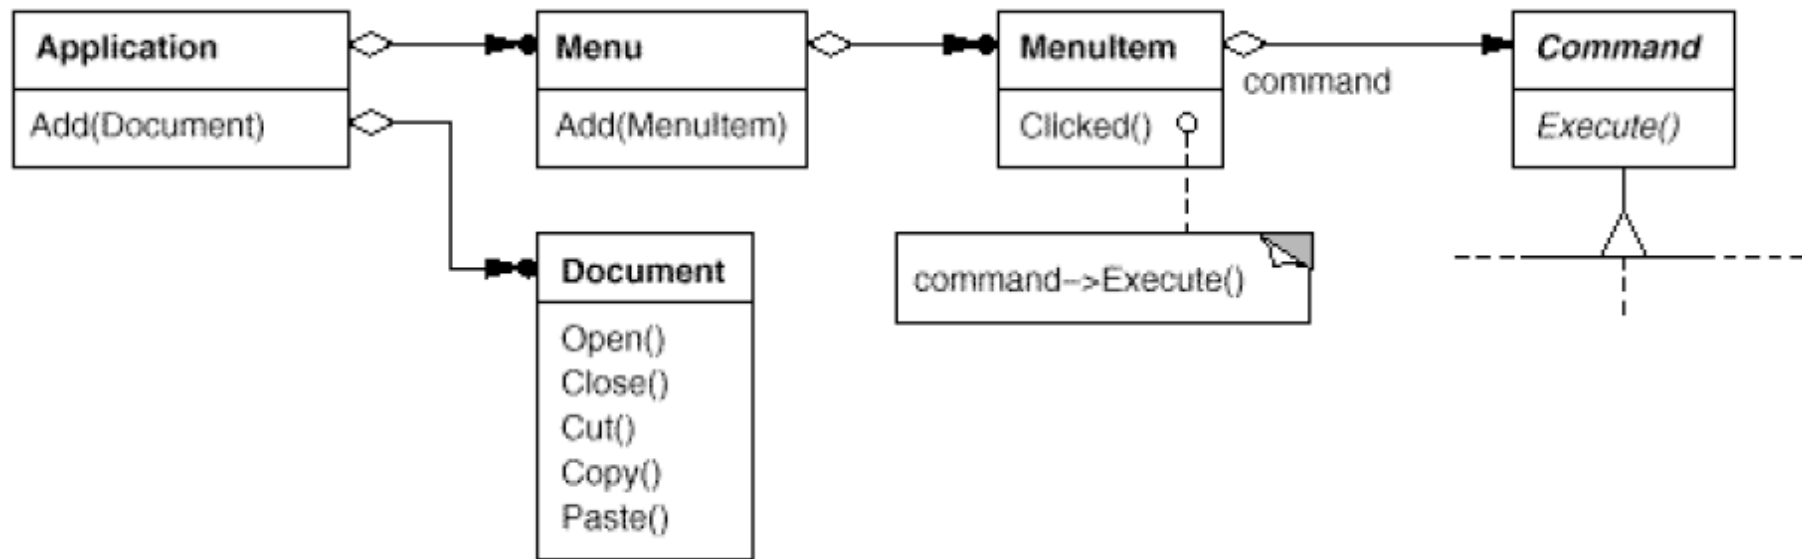 Application
Add(Document)
Menu
Add(MenuItem)
MenuItem
Clicked()
command
Command
Execute()
command–>Execute()
Document
Open()
Close()
Cut()
Copy()
Paste()